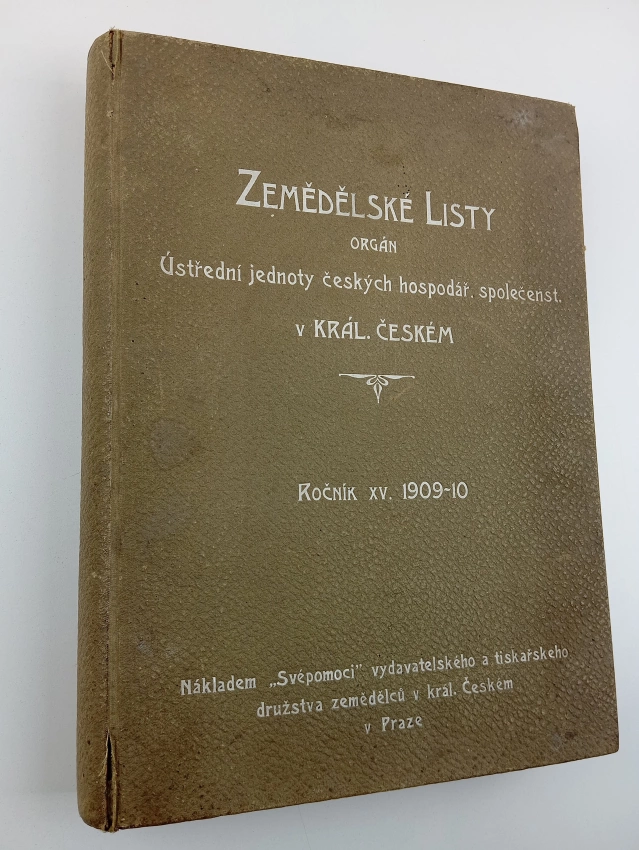 ZEMĚDĚLSKÉ LISTY
ORGÁN
Ústřední jednoty českých hospodář. společenst.
v KRÁL. ČESKÉM
ROČNÍK XV. 1909-10
Nákladem „Svépomoci" vydavatelského a tiskařského
družstva zemědělců v král. Českém
v Praze